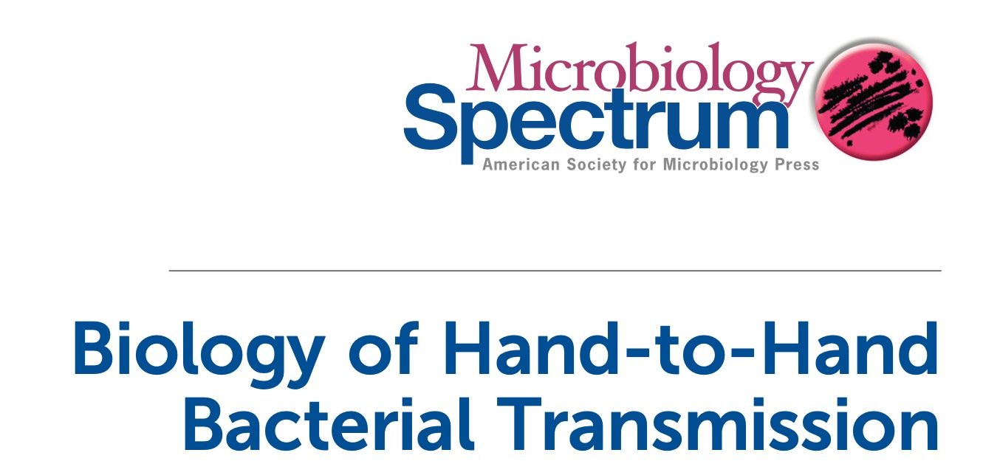 Microbiology
Spectrum
American Society for Microbiology Press
Biology of Hand-to-Hand
Bacterial Transmission